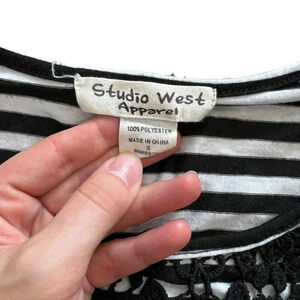 Studio West
Apparel
100% POLYESTER
MADE IN CHINA
S